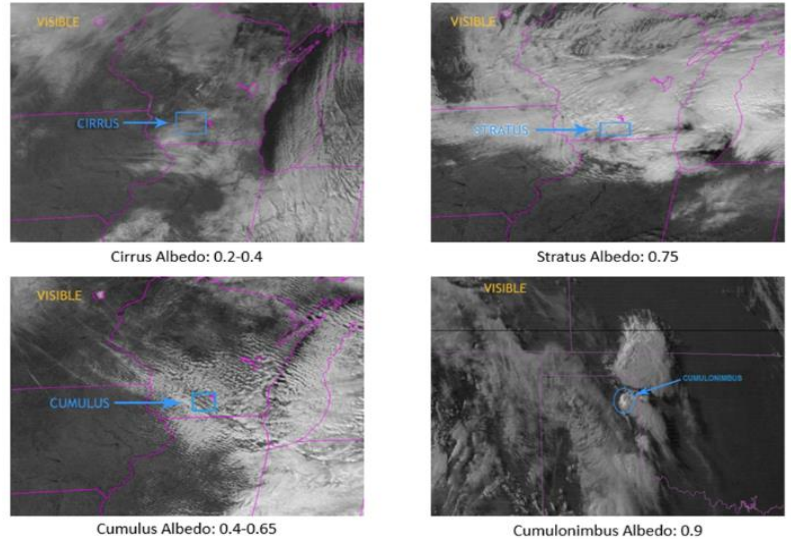 VISIBLE
CIRRUS
Cirrus Albedo: 0.2-0.4
VISIBLE
STRATUS
Stratus Albedo: 0.75
VISIBLE
CUMULUS
Cumulus Albedo: 0.4-0.65
VISIBLE
CUMULONIMBUS
Cumulonimbus Albedo: 0.9